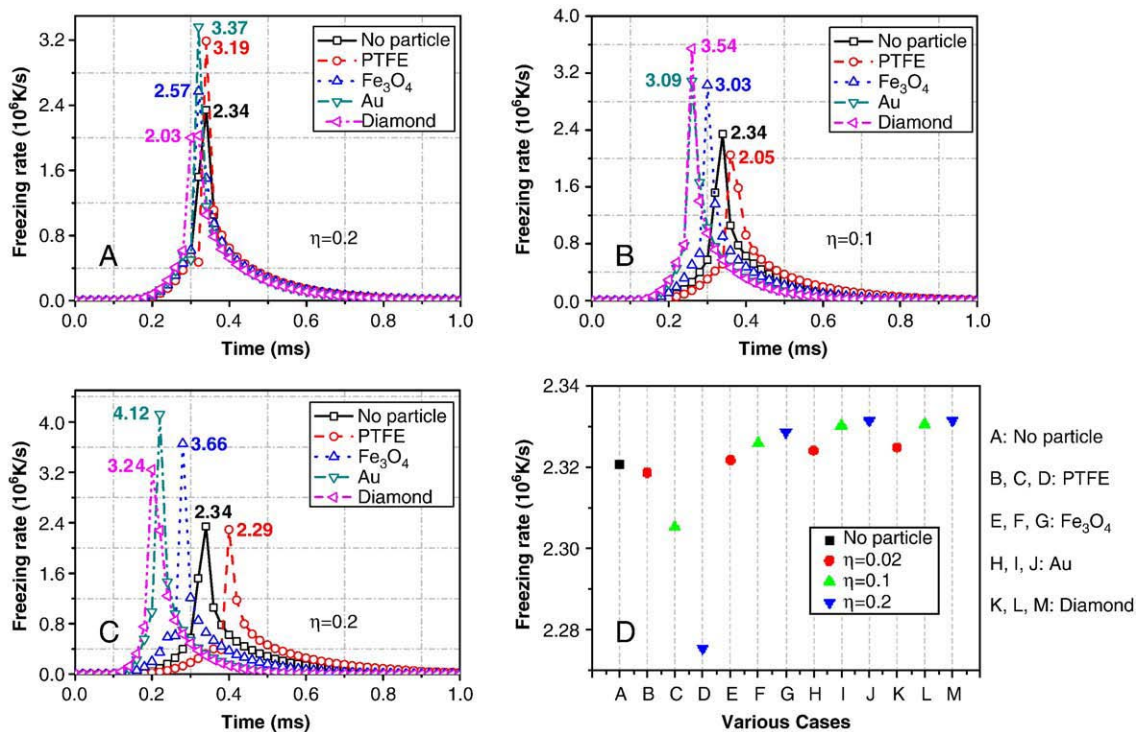 3.37
3.19
2.57
2.34
2.03
No particle
PTFE
Fe₃O₄
Au
Diamond
A
η=0.2
Freezing rate (10⁶K/s)
3.2
2.4
1.6
0.8
0.0
0.0 0.2 0.4 0.6 0.8 1.0
Time (ms)
3.54
3.09
3.03
2.34
2.05
No particle
PTFE
Fe₃O₄
Au
Diamond
B
η=0.1
Freezing rate (10⁶K/s)
4.0
3.2
2.4
1.6
0.8
0.0
0.0 0.2 0.4 0.6 0.8 1.0
Time (ms)
4.12
3.66
3.24
2.34
2.29
No particle
PTFE
Fe₃O₄
Au
Diamond
C
η=0.2
Freezing rate (10⁶K/s)
4.0
3.2
2.4
1.6
0.8
0.0
0.0 0.2 0.4 0.6 0.8 1.0
Time (ms)
Freezing rate (10⁶K/s)
2.34
2.32
2.30
2.28
No particle
η=0.02
η=0.1
η=0.2
D
A B C D E F G H I J K L M
Various Cases
A: No particle
B, C, D: PTFE
E, F, G: Fe₃O₄
H, I, J: Au
K, L, M: Diamond